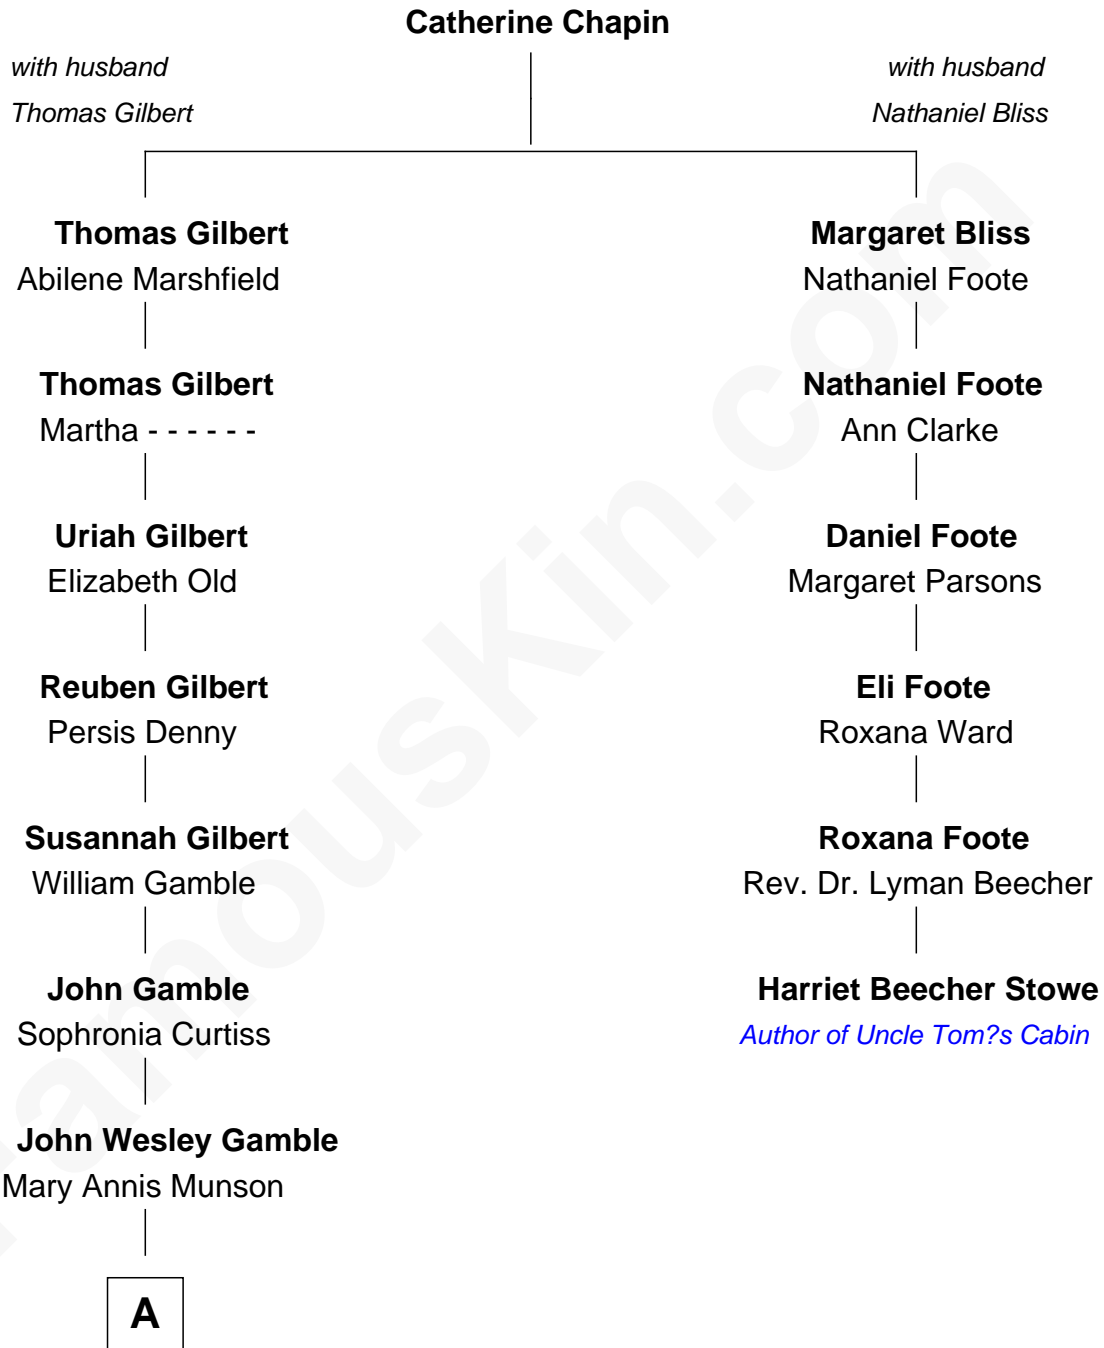 Catherine Chapin
with husband
Thomas Gilbert
with husband
Nathaniel Bliss
Thomas Gilbert
Abilene Marshfield
Margaret Bliss
Nathaniel Foote
Thomas Gilbert
Martha - - - - - -
Nathaniel Foote
Ann Clarke
Uriah Gilbert
Elizabeth Old
Daniel Foote
Margaret Parsons
Reuben Gilbert
Persis Denny
Eli Foote
Roxana Ward
Susannah Gilbert
William Gamble
Roxana Foote
Rev. Dr. Lyman Beecher
John Gamble
Sophronia Curtiss
Harriet Beecher Stowe
Author of Uncle Tom?s Cabin
John Wesley Gamble
Mary Annis Munson
A
FamousKin.com